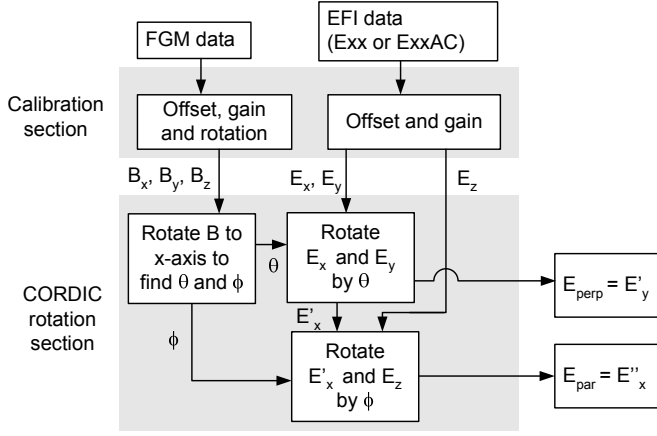 FGM data
EFI data
(Exx or ExxAC)
Calibration
section
Offset, gain
and rotation
Offset and gain
Bx, By, Bz
Ex, Ey
Ez
CORDIC
rotation
section
Rotate B to
x-axis to
find θ and ϕ
θ
Rotate
Ex and Ey
by θ
Eperp = E'y
E'x
ϕ
Rotate
E'x and Ez
by ϕ
Epar = E''x